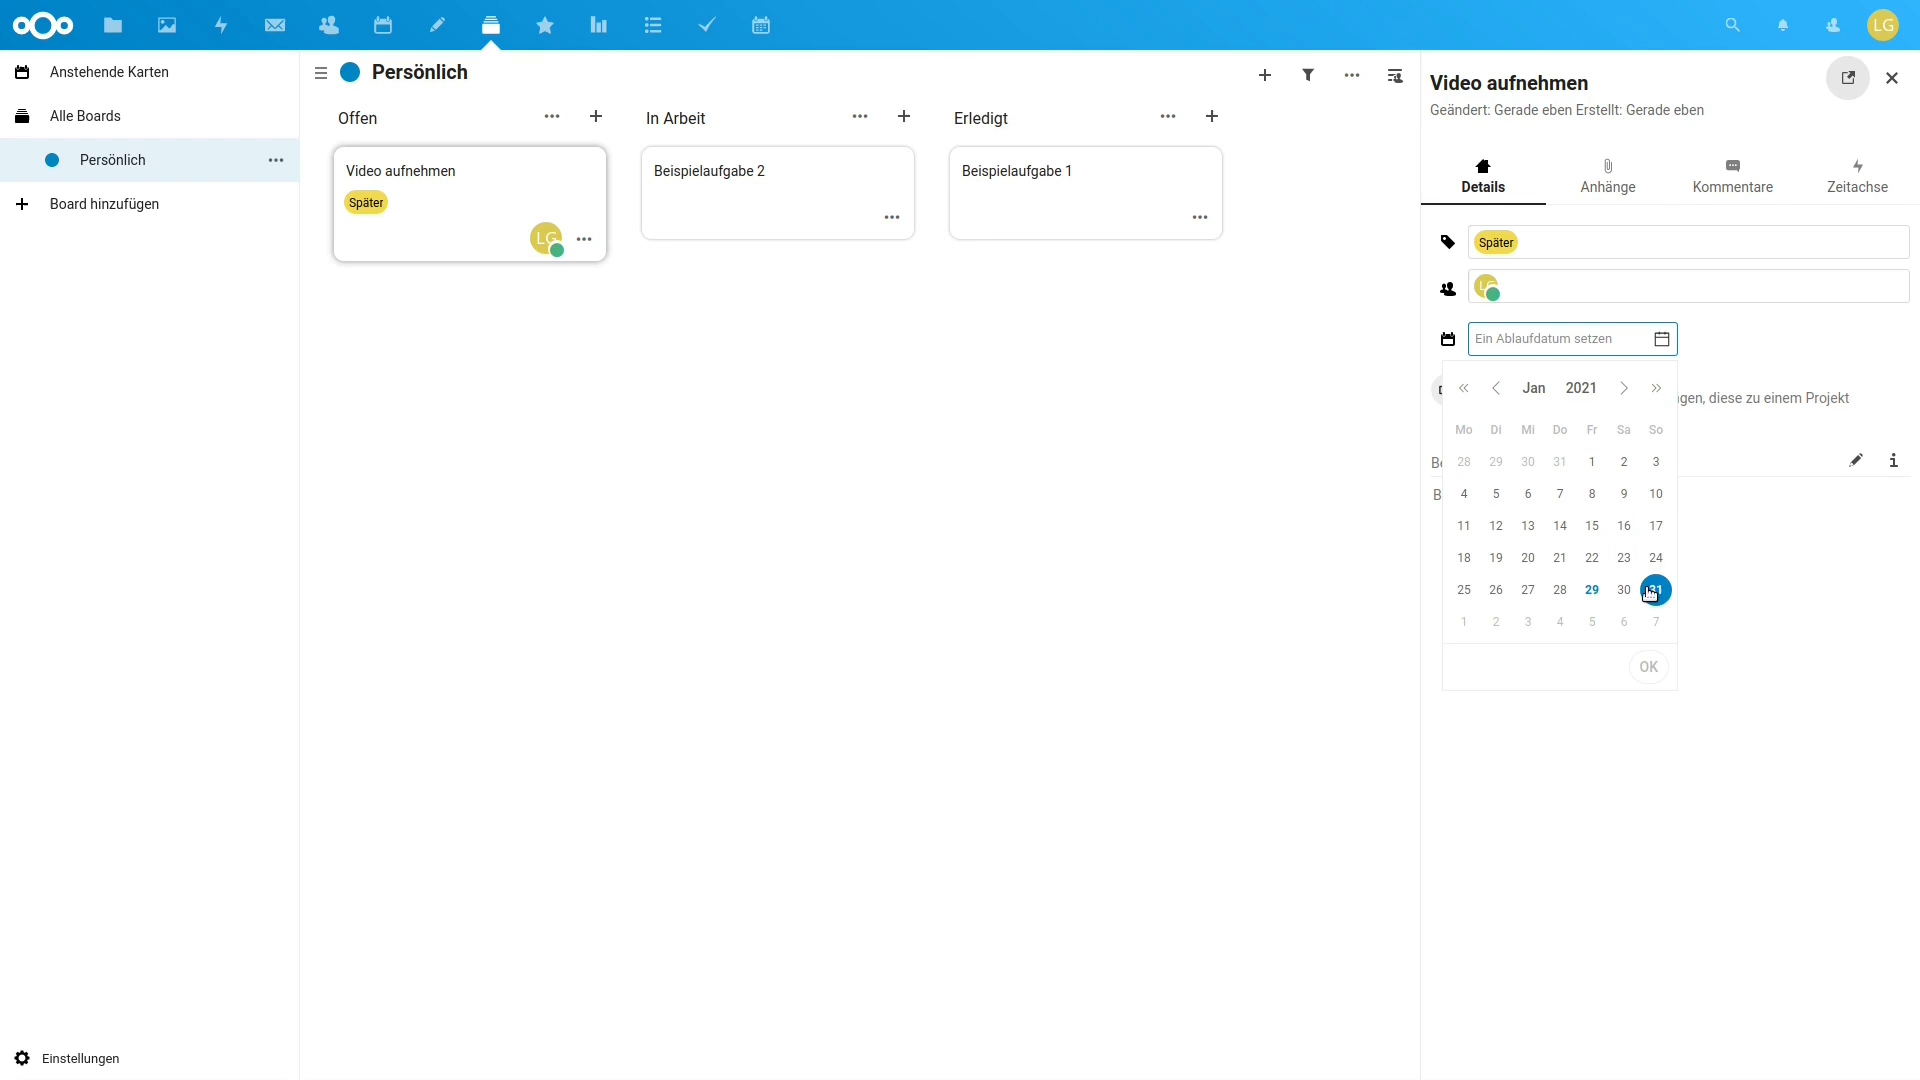 LG
Anstehende Karten
Alle Boards
Persönlich
Board hinzufügen
Einstellungen
Persönlich
Offen
Video aufnehmen
Später
LG
In Arbeit
Beispielaufgabe 2
Erledigt
Beispielaufgabe 1
Video aufnehmen
Geändert: Gerade eben Erstellt: Gerade eben
Details Anhänge Kommentare Zeitachse
Später
LG
Ein Ablaufdatum setzen
Jan 2021
diese zu einem Projekt
Mo Di Mi Do Fr Sa So
28 29 30 31 1 2 3
4 5 6 7 8 9 10
11 12 13 14 15 16 17
18 19 20 21 22 23 24
25 26 27 28 29 30 31
1 2 3 4 5 6 7
OK